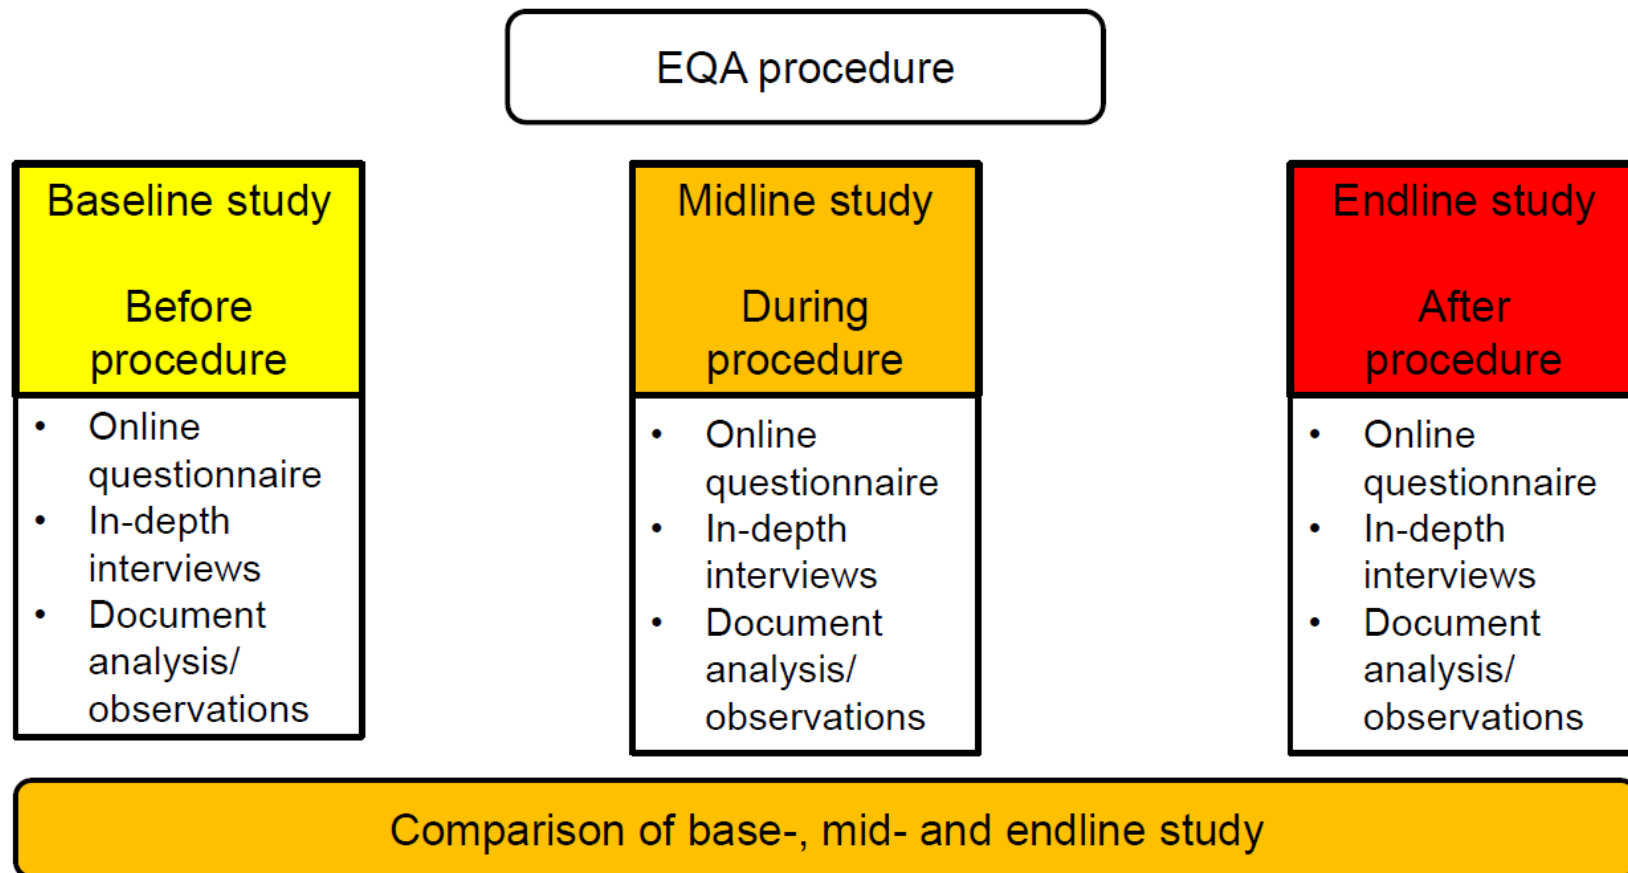 EQA procedure
Baseline study
Before
procedure
• Online
questionnaire
• In-depth
interviews
• Document
analysis/
observations
Midline study
During
procedure
• Online
questionnaire
• In-depth
interviews
• Document
analysis/
observations
Endline study
After
procedure
• Online
questionnaire
• In-depth
interviews
• Document
analysis/
observations
Comparison of base-, mid- and endline study